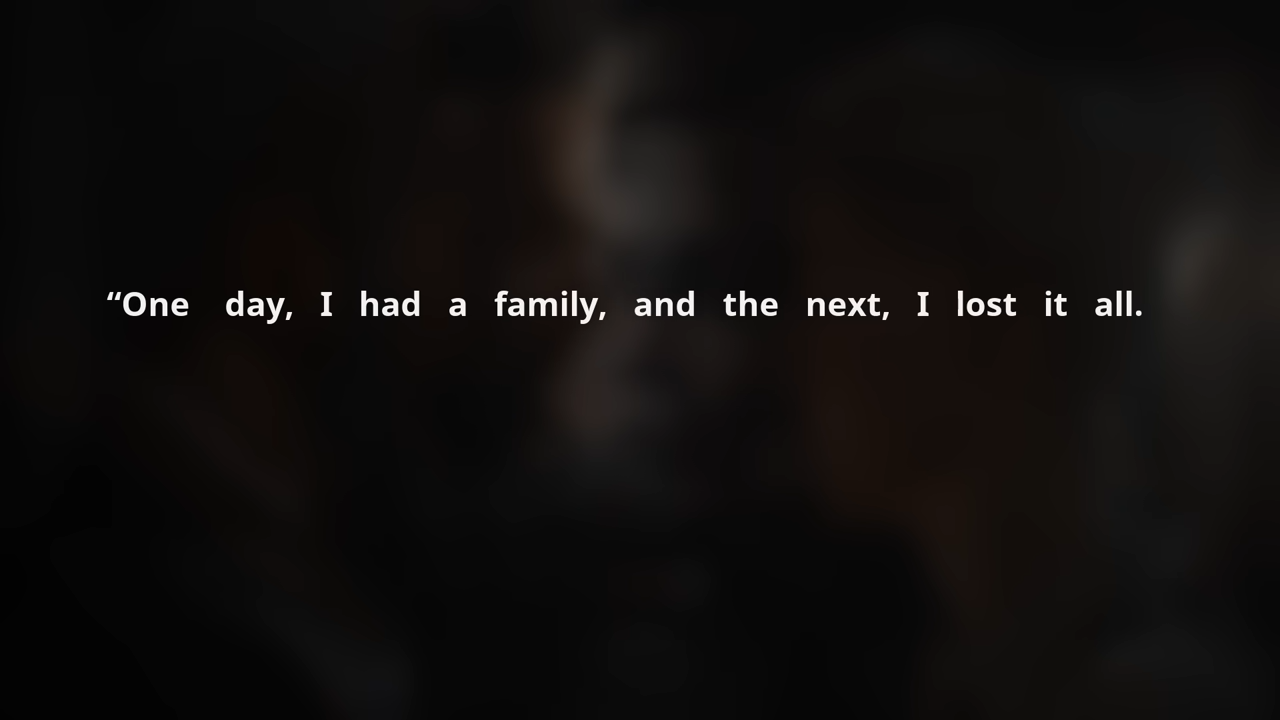 “One day, I had a family, and the next, I lost it all.